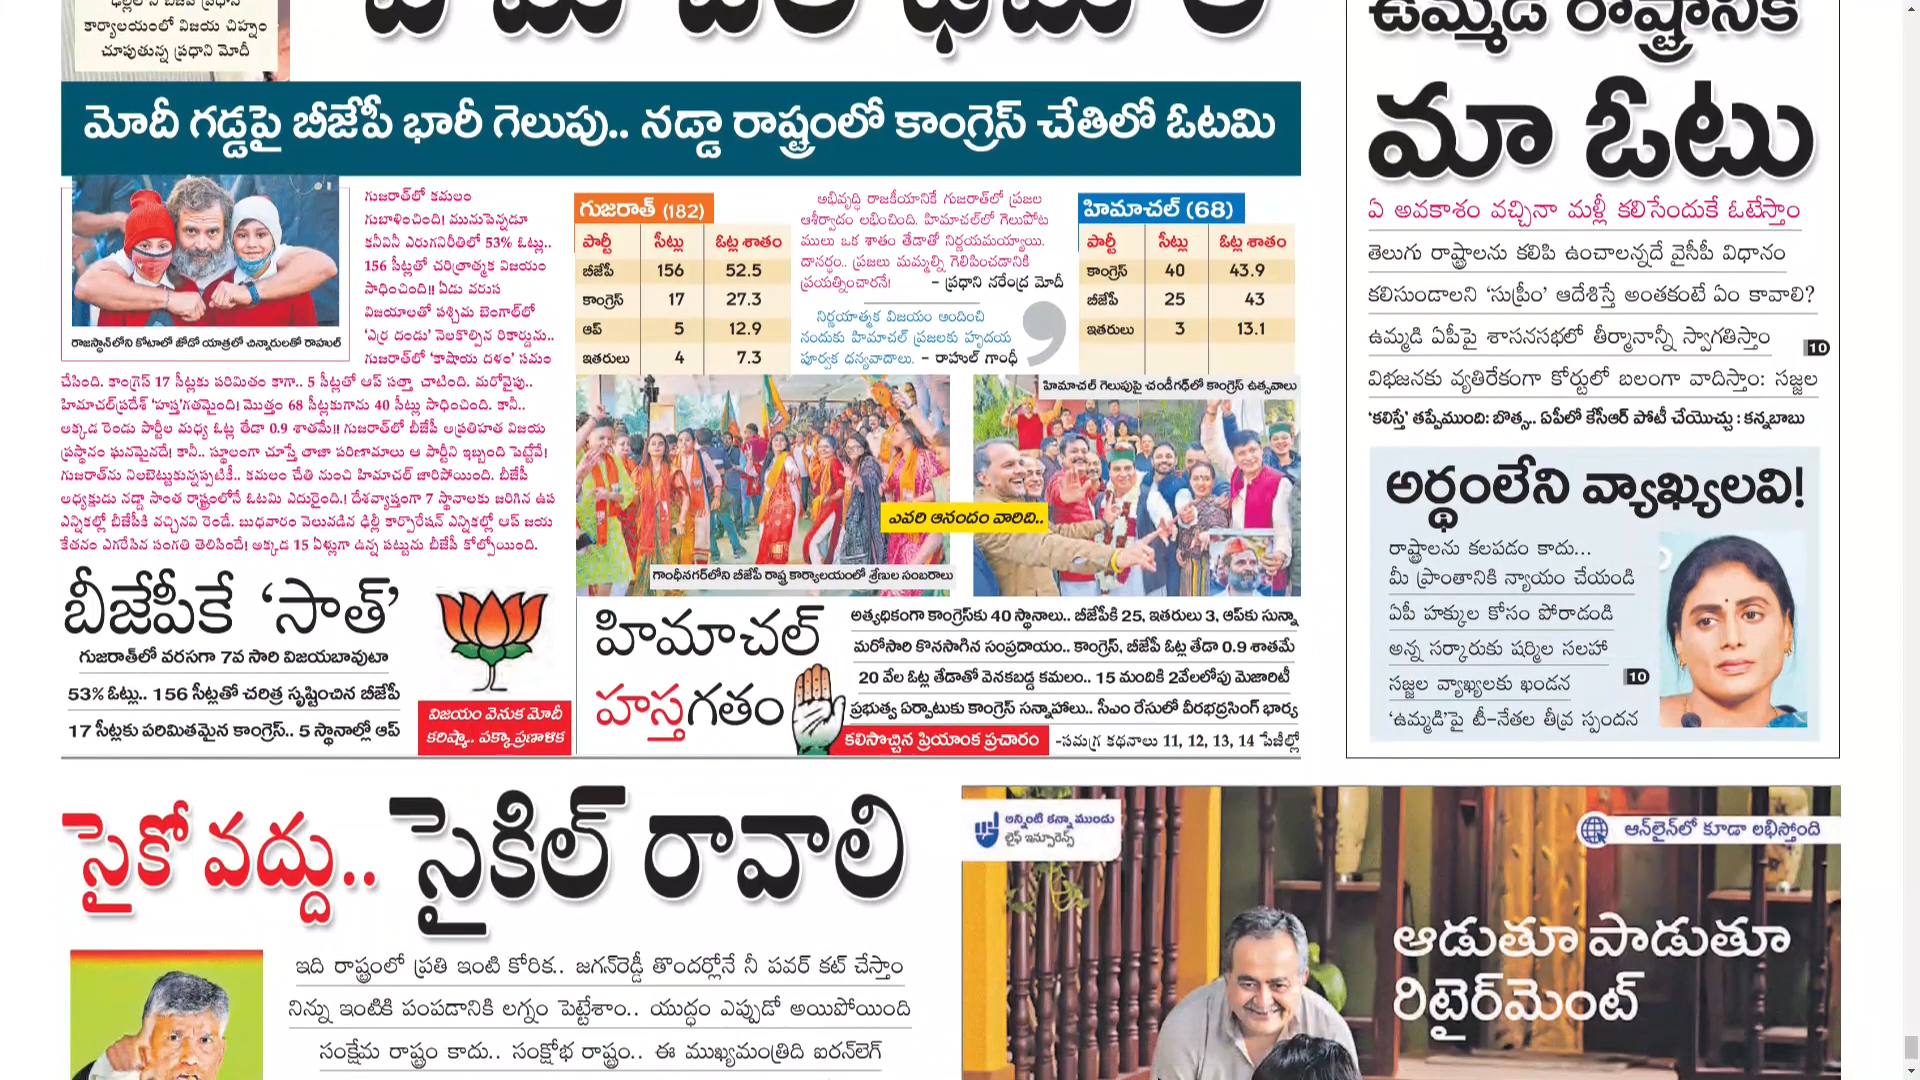 కార్యాలయంలో విజయ చిహ్నం
చూపుతున్న ప్రధాని మోదీ
మోదీ గడ్డపై బీజేపీ భారీ గెలుపు.. నడ్డా రాష్ట్రంలో కాంగ్రెస్ చేతిలో ఓటమి
రాజస్థాన్‌లోని కోటాలో జోడో యాత్రలో చిన్నారులతో రాహుల్
గుజరాత్‌లో కమలం
గుబాళించింది! మునుపెన్నడూ
కనీవినీ ఎరుగనిరీతిలో 53% ఓట్లు..
156 సీట్లతో చరిత్రాత్మక విజయం
సాధించింది!! ఏడు వరుస
విజయాలతో పశ్చిమ బెంగాల్‌లో
‘ఎర్ర దండు’ నెలకొల్పిన రికార్డును..
గుజరాత్‌లో ‘కాషాయ దళం’ సమం
చేసింది. కాంగ్రెస్ 17 సీట్లకు పరిమితం కాగా.. 5 సీట్లతో ఆప్ సత్తా చాటింది. మరోవైపు..
హిమాచల్‌ప్రదేశ్ ‘హస్త’గతమైంది! మొత్తం 68 సీట్లకుగాను 40 సీట్లు సాధించింది. కానీ..
అక్కడ రెండు పార్టీల మధ్య ఓట్ల తేడా 0.9 శాతమే!! గుజరాత్‌లో బీజేపీ అప్రతిహత విజయ
ప్రస్థానం ఘనమైనదే! కానీ.. స్థూలంగా చూస్తే తాజా పరిణామాలు ఆ పార్టీని ఇబ్బంది పెట్టేవే!
గుజరాత్‌ను నిలబెట్టుకున్నప్పటికీ.. కమలం చేతి నుంచి హిమాచల్ జారిపోయింది. బీజేపీ
అధ్యక్షుడు నడ్డా సొంత రాష్ట్రంలోనే ఓటమి ఎదురైంది.! దేశవ్యాప్తంగా 7 స్థానాలకు జరిగిన ఉప
ఎన్నికల్లో బీజేపీకి వచ్చినవి రెండే. బుధవారం వెలువడిన ఢిల్లీ కార్పొరేషన్ ఎన్నికల్లో ఆప్ జయ
కేతనం ఎగరేసిన సంగతి తెలిసిందే! అక్కడ 15 ఏళ్లుగా ఉన్న పట్టును బీజేపీ కోల్పోయింది.
గుజరాత్ (182)
పార్టీ సీట్లు ఓట్ల శాతం
బీజేపీ 156 52.5
కాంగ్రెస్ 17 27.3
ఆప్ 5 12.9
ఇతరులు 4 7.3
అభివృద్ధి రాజకీయానికే గుజరాత్‌లో ప్రజల
ఆశీర్వాదం లభించింది. హిమాచల్‌లో గెలుపోట
ములు ఒక శాతం తేడాతో నిర్ణయమయ్యాయి.
దానర్థం.. ప్రజలు మమ్మల్ని గెలిపించడానికి
ప్రయత్నించారనే! – ప్రధాని నరేంద్ర మోదీ
నిర్ణయాత్మక విజయం అందించి
నందుకు హిమాచల్ ప్రజలకు హృదయ
పూర్వక ధన్యవాదాలు. – రాహుల్ గాంధీ
హిమాచల్ (68)
పార్టీ సీట్లు ఓట్ల శాతం
కాంగ్రెస్ 40 43.9
బీజేపీ 25 43
ఇతరులు 3 13.1
హిమాచల్ గెలుపుపై చండీగఢ్‌లో కాంగ్రెస్ ఉత్సవాలు
ఎవరి ఆనందం వారిది..
గాంధీనగర్‌లోని బీజేపీ రాష్ట్ర కార్యాలయంలో శ్రేణుల సంబరాలు
బీజేపీకే ‘సాత్’
గుజరాత్‌లో వరసగా 7వ సారి విజయబావుటా
53% ఓట్లు.. 156 సీట్లతో చరిత్ర సృష్టించిన బీజేపీ
17 సీట్లకు పరిమితమైన కాంగ్రెస్.. 5 స్థానాల్లో ఆప్
విజయం వెనుక మోదీ
కరిష్మా.. పక్కా ప్రణాళిక
హిమాచల్
హస్తగతం
అత్యధికంగా కాంగ్రెస్‌కు 40 స్థానాలు.. బీజేపీకి 25, ఇతరులు 3, ఆప్‌కు సున్నా
మరోసారి కొనసాగిన సంప్రదాయం.. కాంగ్రెస్, బీజేపీ ఓట్ల తేడా 0.9 శాతమే
20 వేల ఓట్ల తేడాతో వెనకబడ్డ కమలం.. 15 మందికి 2వేలలోపు మెజారిటీ
ప్రభుత్వ ఏర్పాటుకు కాంగ్రెస్ సన్నాహాలు.. సీఎం రేసులో వీరభద్రసింగ్ భార్య
కలిసొచ్చిన ప్రియాంక ప్రచారం
-సమగ్ర కథనాలు 11, 12, 13, 14 పేజీల్లో
ఉమ్మడి రాష్ట్రానికే
మా ఓటు
ఏ అవకాశం వచ్చినా మళ్లీ కలిసేందుకే ఓటేస్తాం
తెలుగు రాష్ట్రాలను కలిపి ఉంచాలన్నదే వైసీపీ విధానం
కలిసుండాలని ‘సుప్రీం’ ఆదేశిస్తే అంతకంటే ఏం కావాలి?
ఉమ్మడి ఏపీపై శాసనసభలో తీర్మానాన్నీ స్వాగతిస్తాం
10
విభజనకు వ్యతిరేకంగా కోర్టులో బలంగా వాదిస్తాం: సజ్జల
‘కలిస్తే’ తప్పేముంది: బొత్స.. ఏపీలో కేసీఆర్ పోటీ చేయొచ్చు : కన్నబాబు
అర్థంలేని వ్యాఖ్యలవి!
రాష్ట్రాలను కలపడం కాదు...
మీ ప్రాంతానికి న్యాయం చేయండి
ఏపీ హక్కుల కోసం పోరాడండి
అన్న సర్కారుకు షర్మిల సలహా
సజ్జల వ్యాఖ్యలకు ఖండన
10
‘ఉమ్మడి’పై టీ-నేతల తీవ్ర స్పందన
సైకో వద్దు.. సైకిల్ రావాలి
ఇది రాష్ట్రంలో ప్రతి ఇంటి కోరిక.. జగన్‌రెడ్డీ తొందర్లోనే నీ పవర్ కట్ చేస్తాం
నిన్ను ఇంటికి పంపడానికి లగ్నం పెట్టేశాం.. యుద్ధం ఎప్పుడో అయిపోయింది
సంక్షేమ రాష్ట్రం కాదు.. సంక్షోభ రాష్ట్రం.. ఈ ముఖ్యమంత్రిది ఐరన్‌లెగ్
అన్నింటి కన్నా ముందు
లైఫ్ ఇన్సూరెన్స్
ఆన్‌లైన్‌లో కూడా లభిస్తోంది
ఆడుతూ పాడుతూ
రిటైర్‌మెంట్